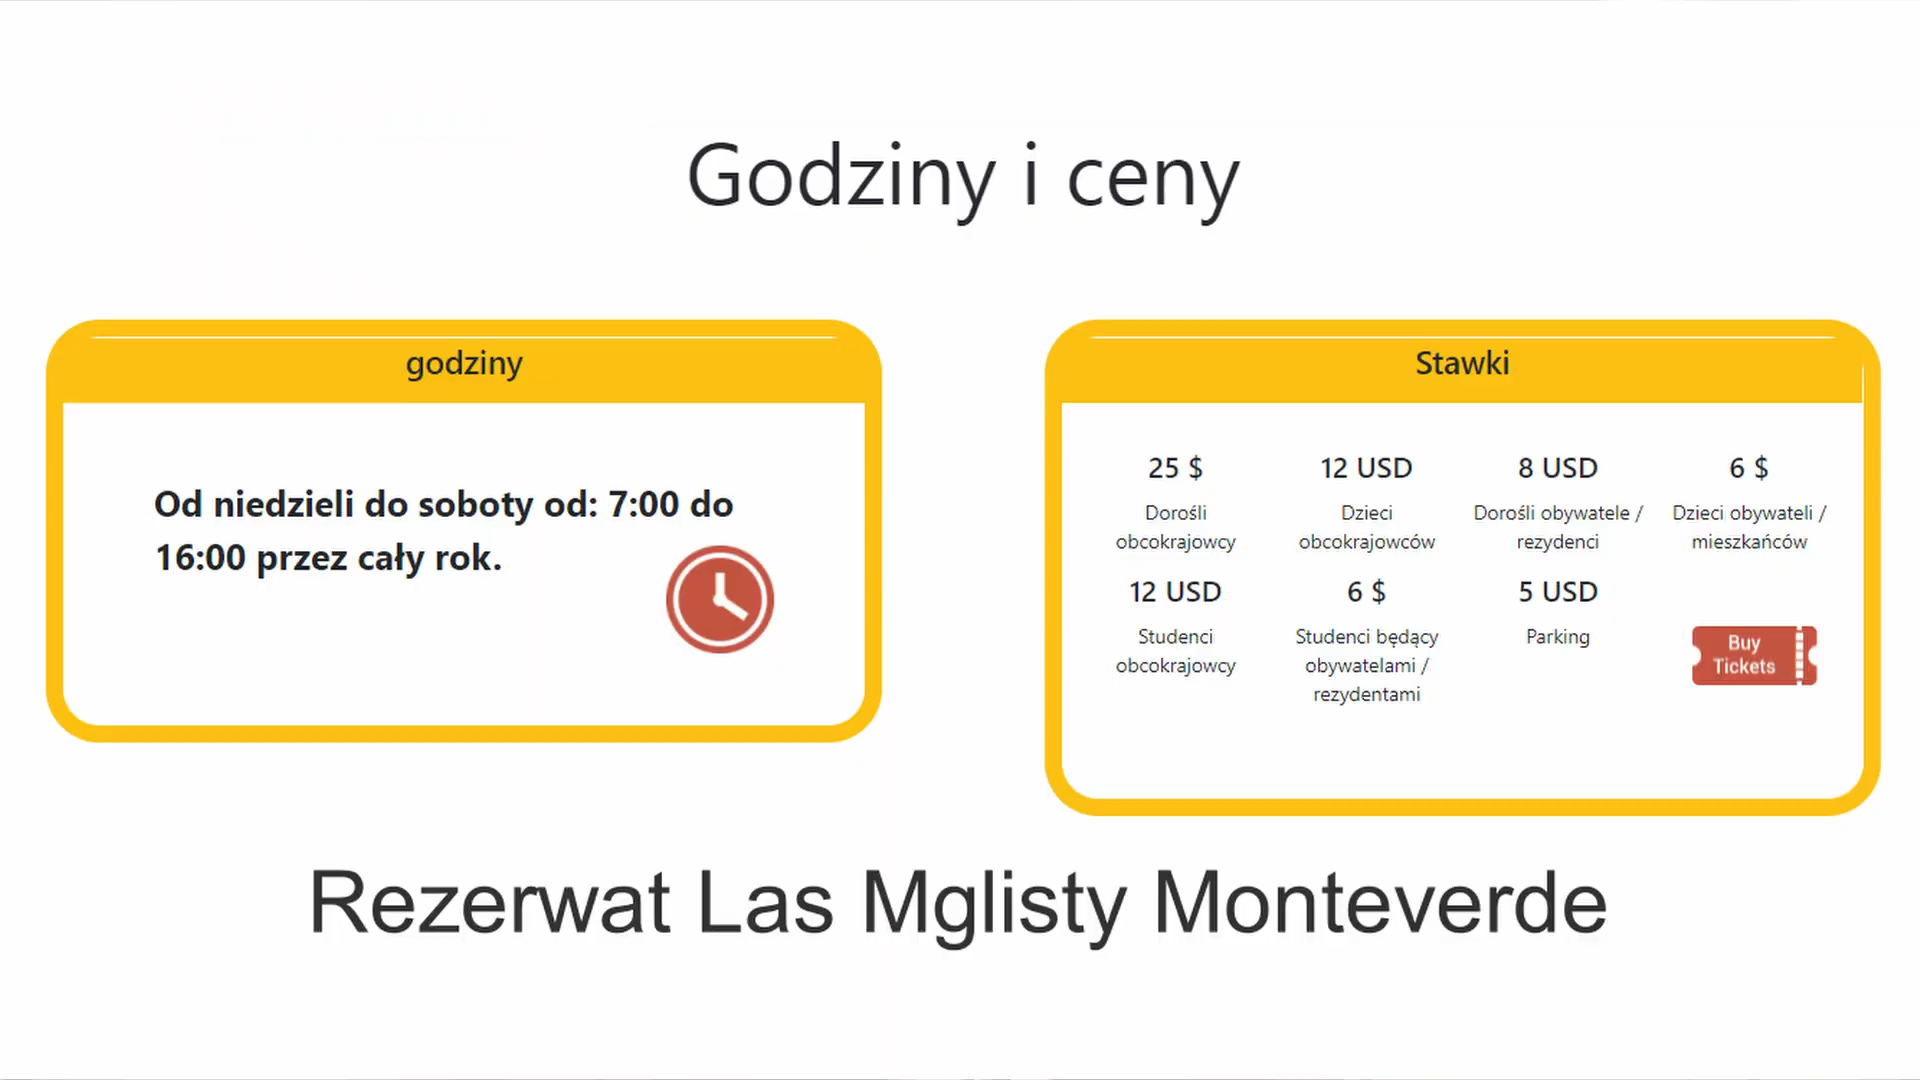 Godziny i ceny
godziny
Od niedzieli do soboty od: 7:00 do
16:00 przez cały rok.
Stawki
25 $
Dorośli
obcokrajowcy
12 USD
Dzieci
obcokrajowców
8 USD
Dorośli obywatele /
rezydenci
6 $
Dzieci obywateli /
mieszkańców
12 USD
Studenci
obcokrajowcy
6 $
Studenci będący
obywatelami /
rezydentami
5 USD
Parking
Buy
Tickets
Rezerwat Las Mglisty Monteverde